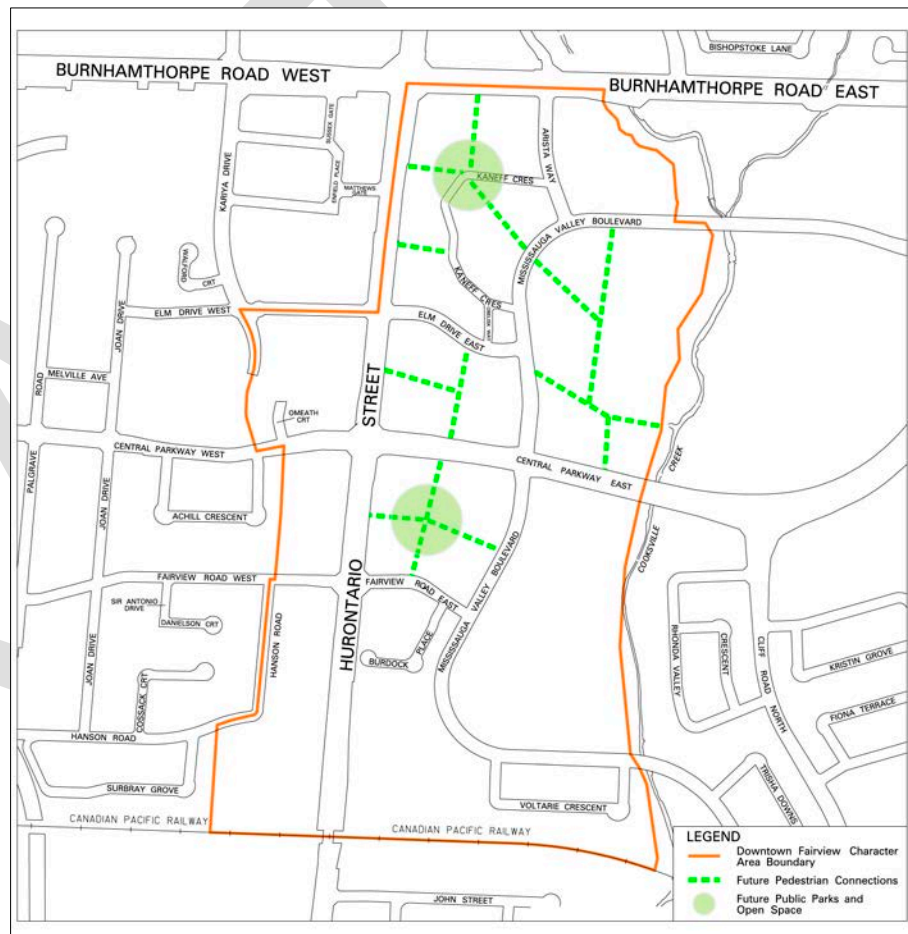 BISHOPSTOKE LANE
BURNHAMTHORPE ROAD WEST
BURNHAMTHORPE ROAD EAST
SUSSEX GATE
ENFIELD PLACE
MATTHEWS
GATE
KARIYA DRIVE
ARISTA WAY
KANEFF CRES
MISSISSAUGA VALLEY BOULEVARD
WALFORD
CRT
KANEFF CRES
JOAN DRIVE
ELM DRIVE WEST
ELM DRIVE EAST
ROAD
MELVILLE AVE
STREET
OMEATH
CRT
CENTRAL PARKWAY WEST
CENTRAL PARKWAY EAST
CREEK
PALGRAVE
JOAN DRIVE
ACHILL CRESCENT
COOKSVILLE
MISSISSAUGA VALLEY BOULEVARD
FAIRVIEW ROAD WEST
FAIRVIEW
ROAD EAST
SIR ANTONIO
DRIVE
DANIELSON CRT
HANSON ROAD
HURONTARIO
BURDOCK
PLACE
RHONDA VALLEY
CRESCENT
CLIFF ROAD NORTH
KRISTIN GROVE
FIONA TERRACE
JOAN DRIVE
COSSACK CRT
HANSON ROAD
SURBRAY GROVE
VOLTARIE CRESCENT
TRISHA DOWNS
CANADIAN PACIFIC RAILWAY
CANADIAN PACIFIC RAILWAY
JOHN STREET
LEGEND
Downtown Fairview Character
Area Boundary
Future Pedestrian Connections
Future Public Parks and
Open Space